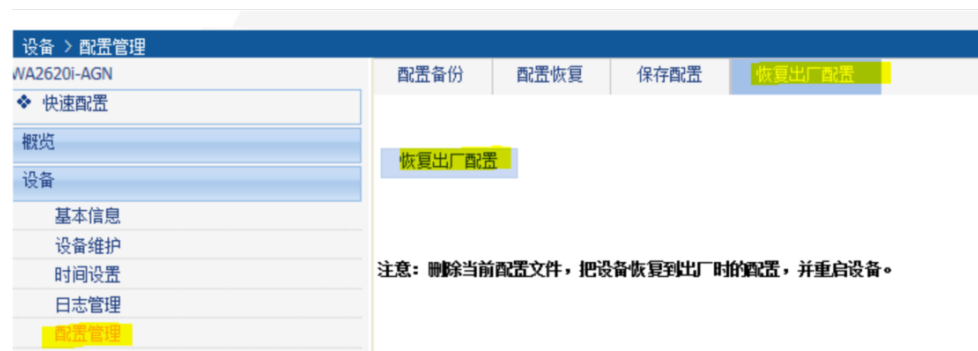 设备 > 配置管理
WA2620i-AGN
配置备份 配置恢复 保存配置 恢复出厂配置
快速配置
概览
恢复出厂配置
设备
基本信息
设备维护
时间设置
注意：删除当前配置文件，把设备恢复到出厂时的配置，并重启设备。
日志管理
配置管理